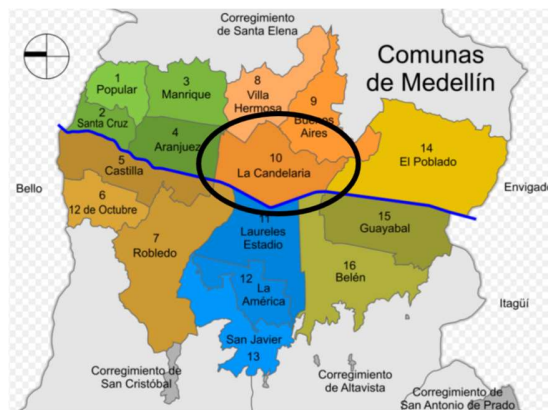 Corregimiento
de Santa Elena
Comunas
de Medellín
1
Popular
3
Manrique
8
Villa
Hermosa
9
Buenos
Aires
2
Santa Cruz
4
Aranjuez
10
La Candelaria
14
El Poblado
5
Castilla
Bello
Envigado
6
12 de Octubre
7
Robledo
11
Laureles
Estadio
15
Guayabal
16
Belén
12
La
América
Itagüí
San Javier
13
Corregimiento de
San Cristóbal
Corregimiento
de Altavista
Corregimiento de
San Antonio de Prado